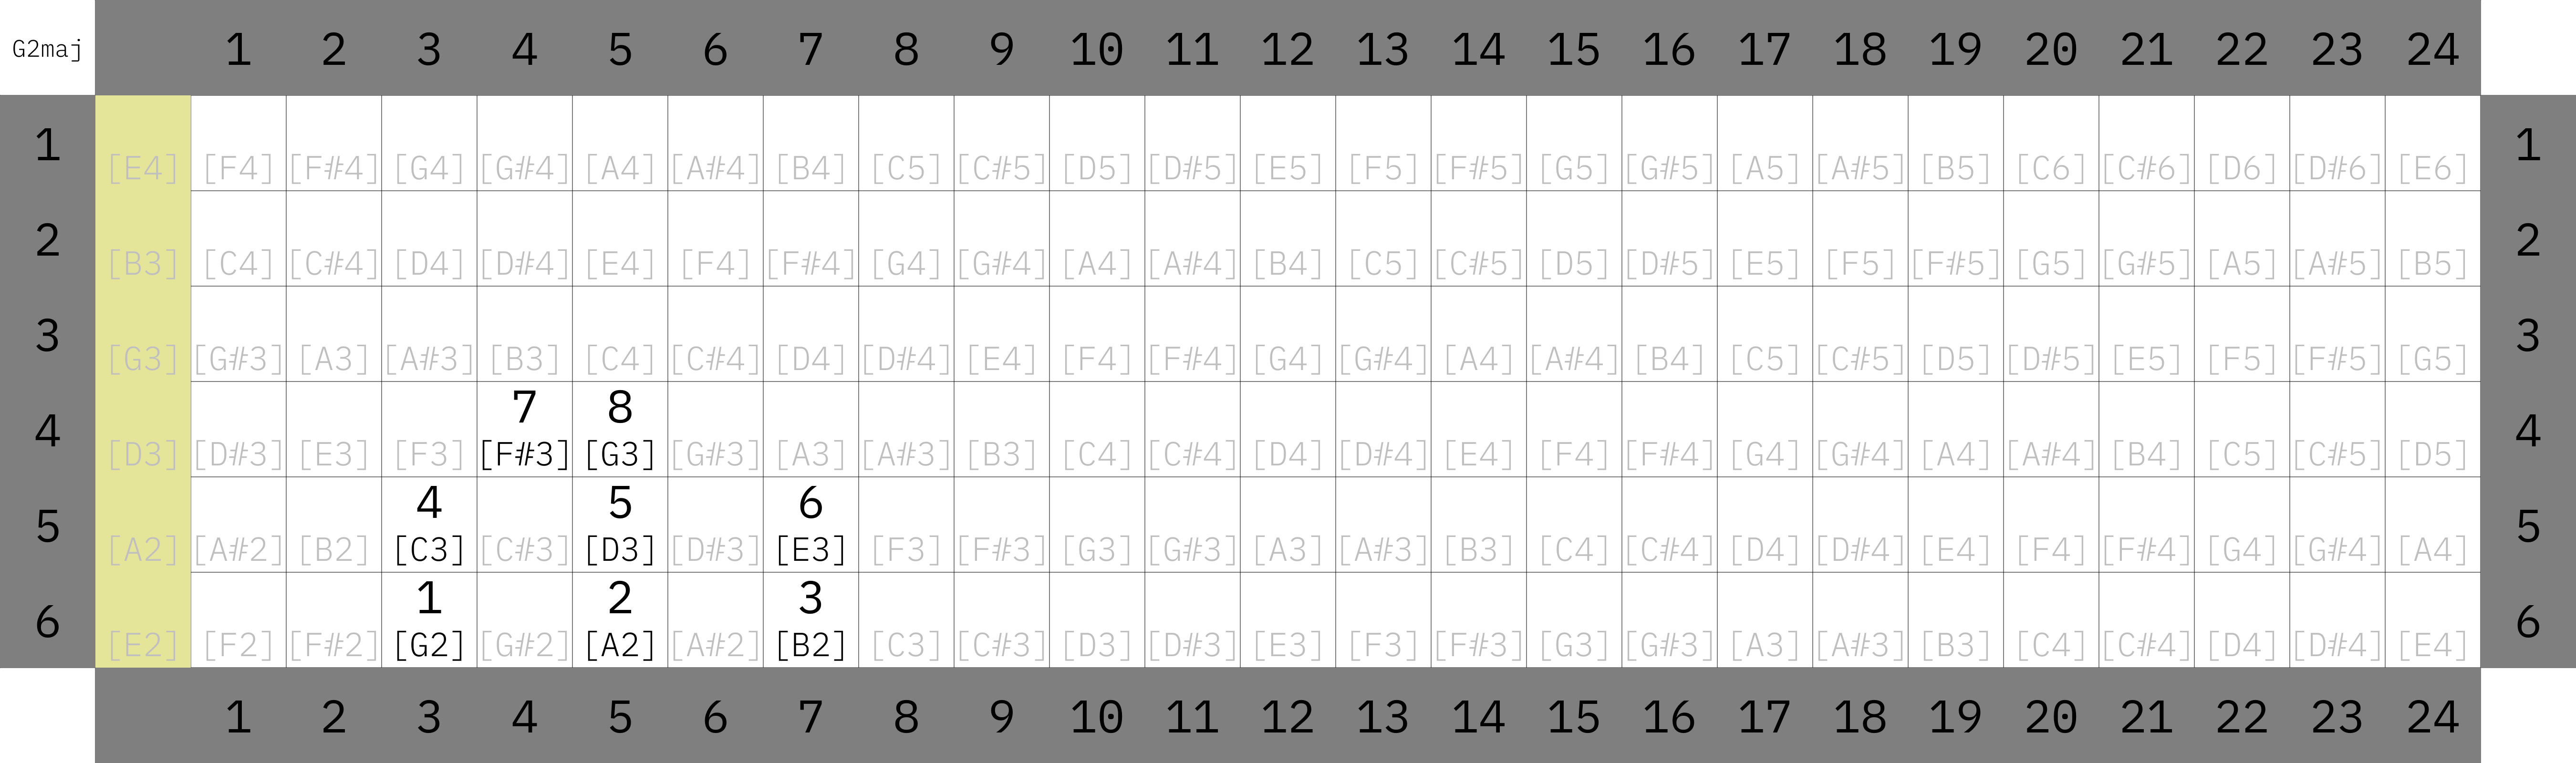 G2maj 1 2 3 4 5 6 7 8 9 10 11 12 13 14 15 16 17 18 19 20 21 22 23 24
1 [E4] [F4] [F#4] [G4] [G#4] [A4] [A#4] [B4] [C5] [C#5] [D5] [D#5] [E5] [F5] [F#5] [G5] [G#5] [A5] [A#5] [B5] [C6] [C#6] [D6] [D#6] [E6] 1
2 [B3] [C4] [C#4] [D4] [D#4] [E4] [F4] [F#4] [G4] [G#4] [A4] [A#4] [B4] [C5] [C#5] [D5] [D#5] [E5] [F5] [F#5] [G5] [G#5] [A5] [A#5] [B5] 2
3 [G3] [G#3] [A3] [A#3] [B3] [C4] [C#4] [D4] [D#4] [E4] [F4] [F#4] [G4] [G#4] [A4] [A#4] [B4] [C5] [C#5] [D5] [D#5] [E5] [F5] [F#5] [G5] 3
7 8
4 [D3] [D#3] [E3] [F3] [F#3] [G3] [G#3] [A3] [A#3] [B3] [C4] [C#4] [D4] [D#4] [E4] [F4] [F#4] [G4] [G#4] [A4] [A#4] [B4] [C5] [C#5] [D5] 4
4 5 6
5 [A2] [A#2] [B2] [C3] [C#3] [D3] [D#3] [E3] [F3] [F#3] [G3] [G#3] [A3] [A#3] [B3] [C4] [C#4] [D4] [D#4] [E4] [F4] [F#4] [G4] [G#4] [A4] 5
1 2 3
6 [E2] [F2] [F#2] [G2] [G#2] [A2] [A#2] [B2] [C3] [C#3] [D3] [D#3] [E3] [F3] [F#3] [G3] [G#3] [A3] [A#3] [B3] [C4] [C#4] [D4] [D#4] [E4] 6
1 2 3 4 5 6 7 8 9 10 11 12 13 14 15 16 17 18 19 20 21 22 23 24